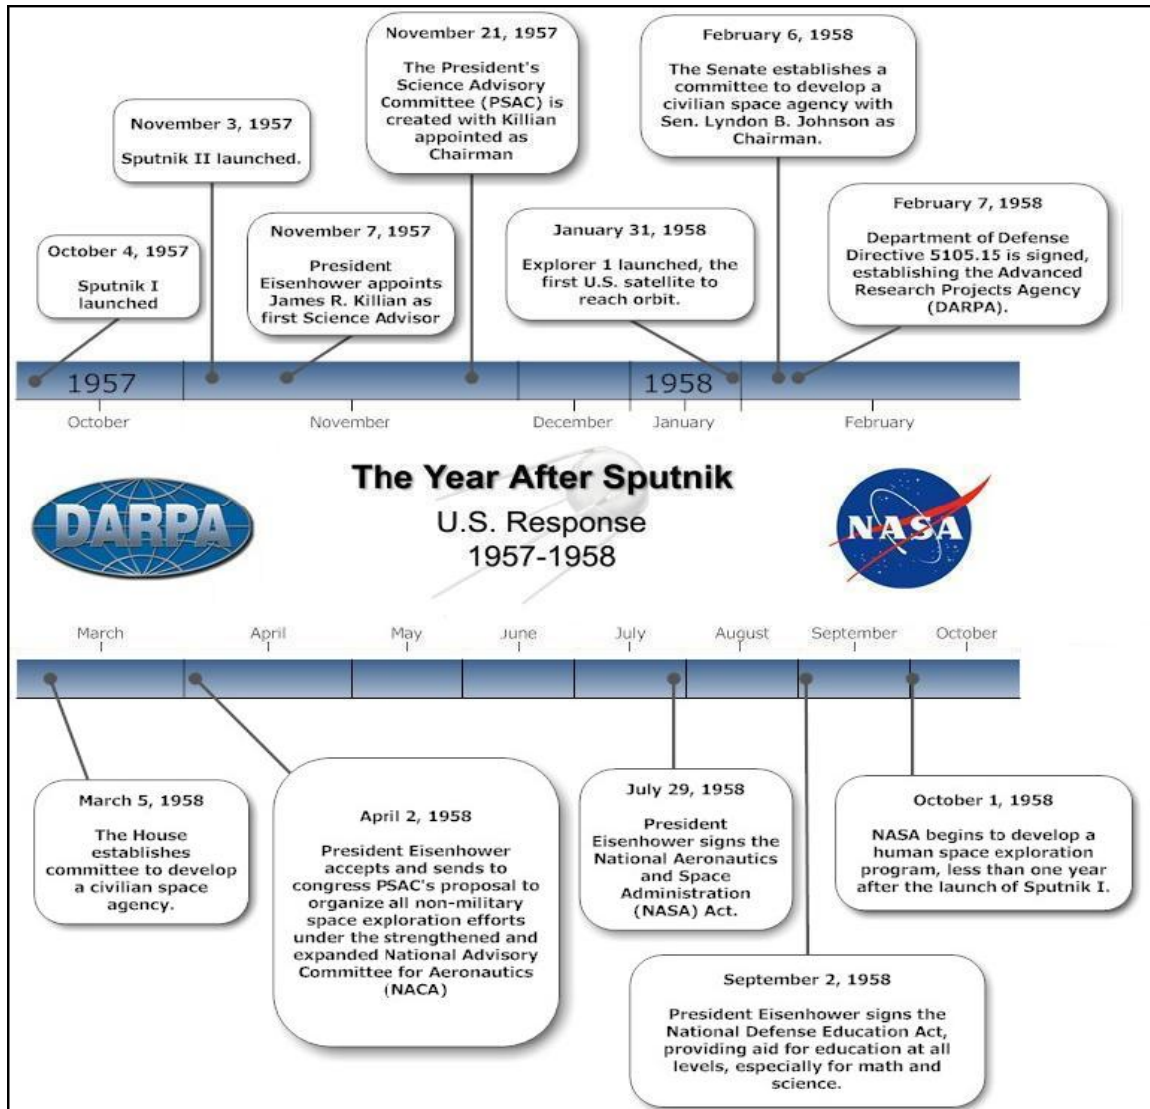 November 21, 1957
The President's
Science Advisory
Committee (PSAC) is
created with Killian
appointed as
Chairman
February 6, 1958
The Senate establishes a
committee to develop a
civilian space agency with
Sen. Lyndon B. Johnson as
Chairman.
November 3, 1957
Sputnik II launched.
October 4, 1957
Sputnik I
launched
November 7, 1957
President
Eisenhower appoints
James R. Killian as
first Science Advisor
January 31, 1958
Explorer 1 launched, the
first U.S. satellite to
reach orbit.
February 7, 1958
Department of Defense
Directive 5105.15 is signed,
establishing the Advanced
Research Projects Agency
(DARPA).
1957 1958
October November December January February
DARPA
The Year After Sputnik
U.S. Response
1957-1958
NASA
March April May June July August September October
March 5, 1958
The House
establishes
committee to develop
a civilian space
agency.
April 2, 1958
President Eisenhower
accepts and sends to
congress PSAC's proposal to
organize all non-military
space exploration efforts
under the strengthened and
expanded National Advisory
Committee for Aeronautics
(NACA)
July 29, 1958
President
Eisenhower signs the
National Aeronautics
and Space
Administration
(NASA) Act.
October 1, 1958
NASA begins to develop a
human space exploration
program, less than one year
after the launch of Sputnik I.
September 2, 1958
President Eisenhower signs the
National Defense Education Act,
providing aid for education at all
levels, especially for math and
science.